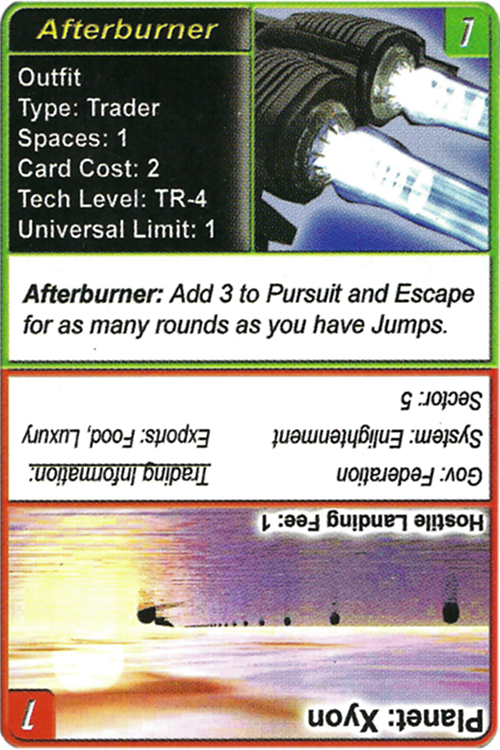 Afterburner
1
Outfit
Type: Trader
Spaces: 1
Card Cost: 2
Tech Level: TR-4
Universal Limit: 1
Afterburner: Add 3 to Pursuit and Escape
for as many rounds as you have Jumps.
Planet: Xyon
1
Hostile Landing Fee: 1
Gov: Federation
System: Enlightenment
Sector: 5
Trading Information:
Exports: Food, Luxury